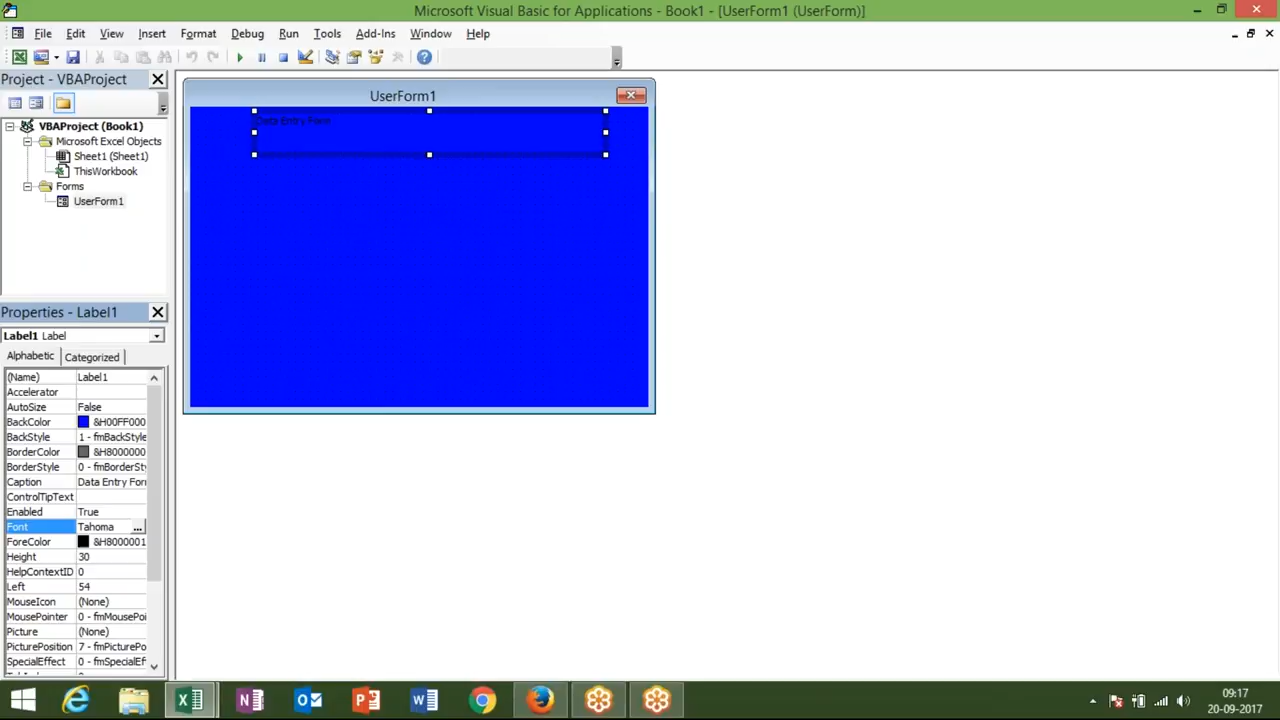 Microsoft Visual Basic for Applications - Book1 - [UserForm1 (UserForm)]
File Edit View Insert Format Debug Run Tools Add-Ins Window Help
Project - VBAProject
VBAProject (Book1)
Microsoft Excel Objects
Sheet1 (Sheet1)
ThisWorkbook
Forms
UserForm1
UserForm1
Data Entry Form
Properties - Label1
Label1 Label
Alphabetic Categorized
(Name) Label1
Accelerator
AutoSize False
BackColor &H00FF000
BackStyle 1 - fmBackStyle
BorderColor &H8000000
BorderStyle 0 - fmBorderSty
Caption Data Entry For
ControlTipText
Enabled True
Font Tahoma ...
ForeColor &H8000001
Height 30
HelpContextID 0
Left 54
MouseIcon (None)
MousePointer 0 - fmMousePoi
Picture (None)
PicturePosition 7 - fmPicturePo
SpecialEffect 0 - fmSpecialEf
09:17
20-09-2017